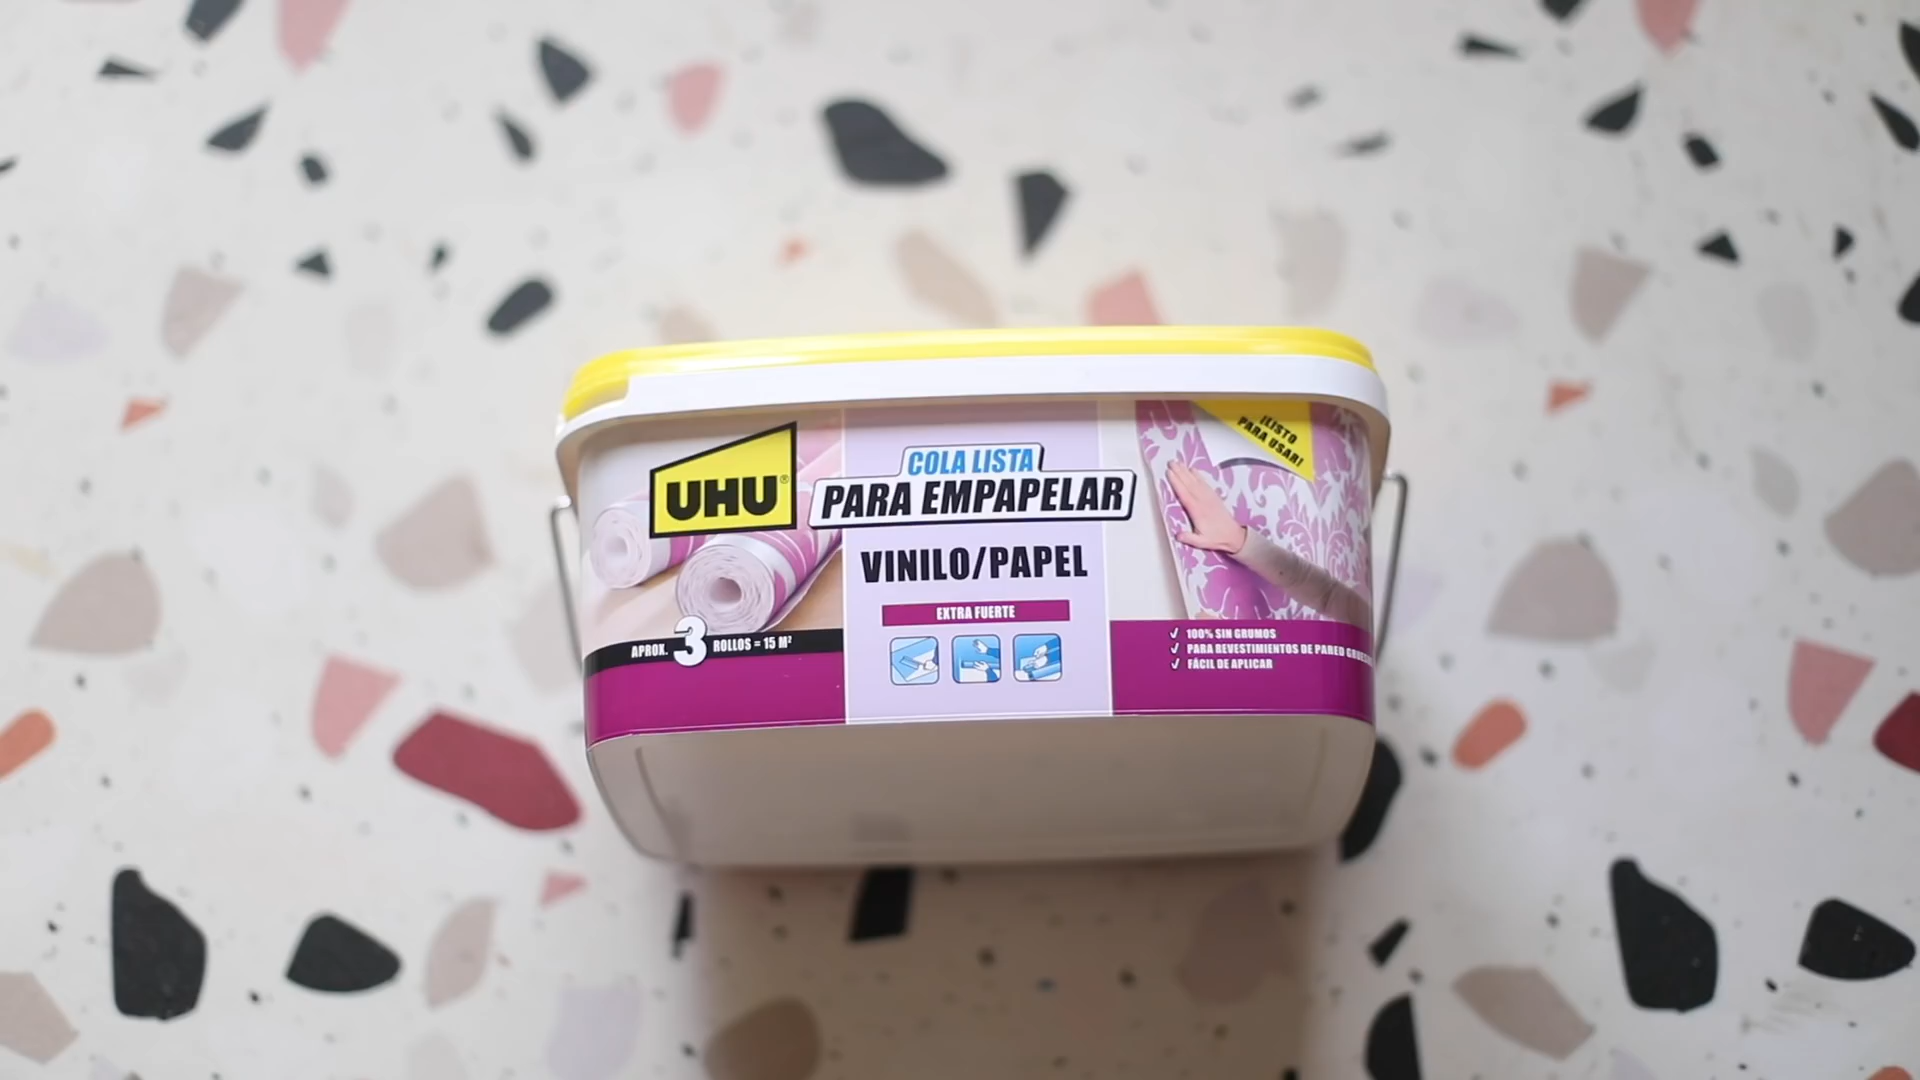 UHU®
COLA LISTA
PARA EMPAPELAR
VINILO/PAPEL
EXTRA FUERTE
APROX. 3 ROLLOS = 15 M²
¡LISTO
PARA USAR!
✓ 100% SIN GRUMOS
✓ PARA REVESTIMIENTOS DE PARED
✓ FÁCIL DE APLICAR